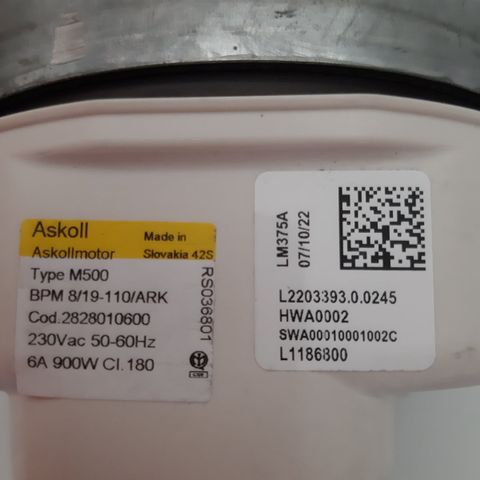 Askoll
Askollmotor
Made in
Slovakia 42S
Type M500
BPM 8/19-110/ARK
Cod.2828010600
230Vac 50-60Hz
6A 900W Cl.180
RS036801
LM375A
07/10/22
L2203393.0.0245
HWA0002
SWA00010001002C
L1186800